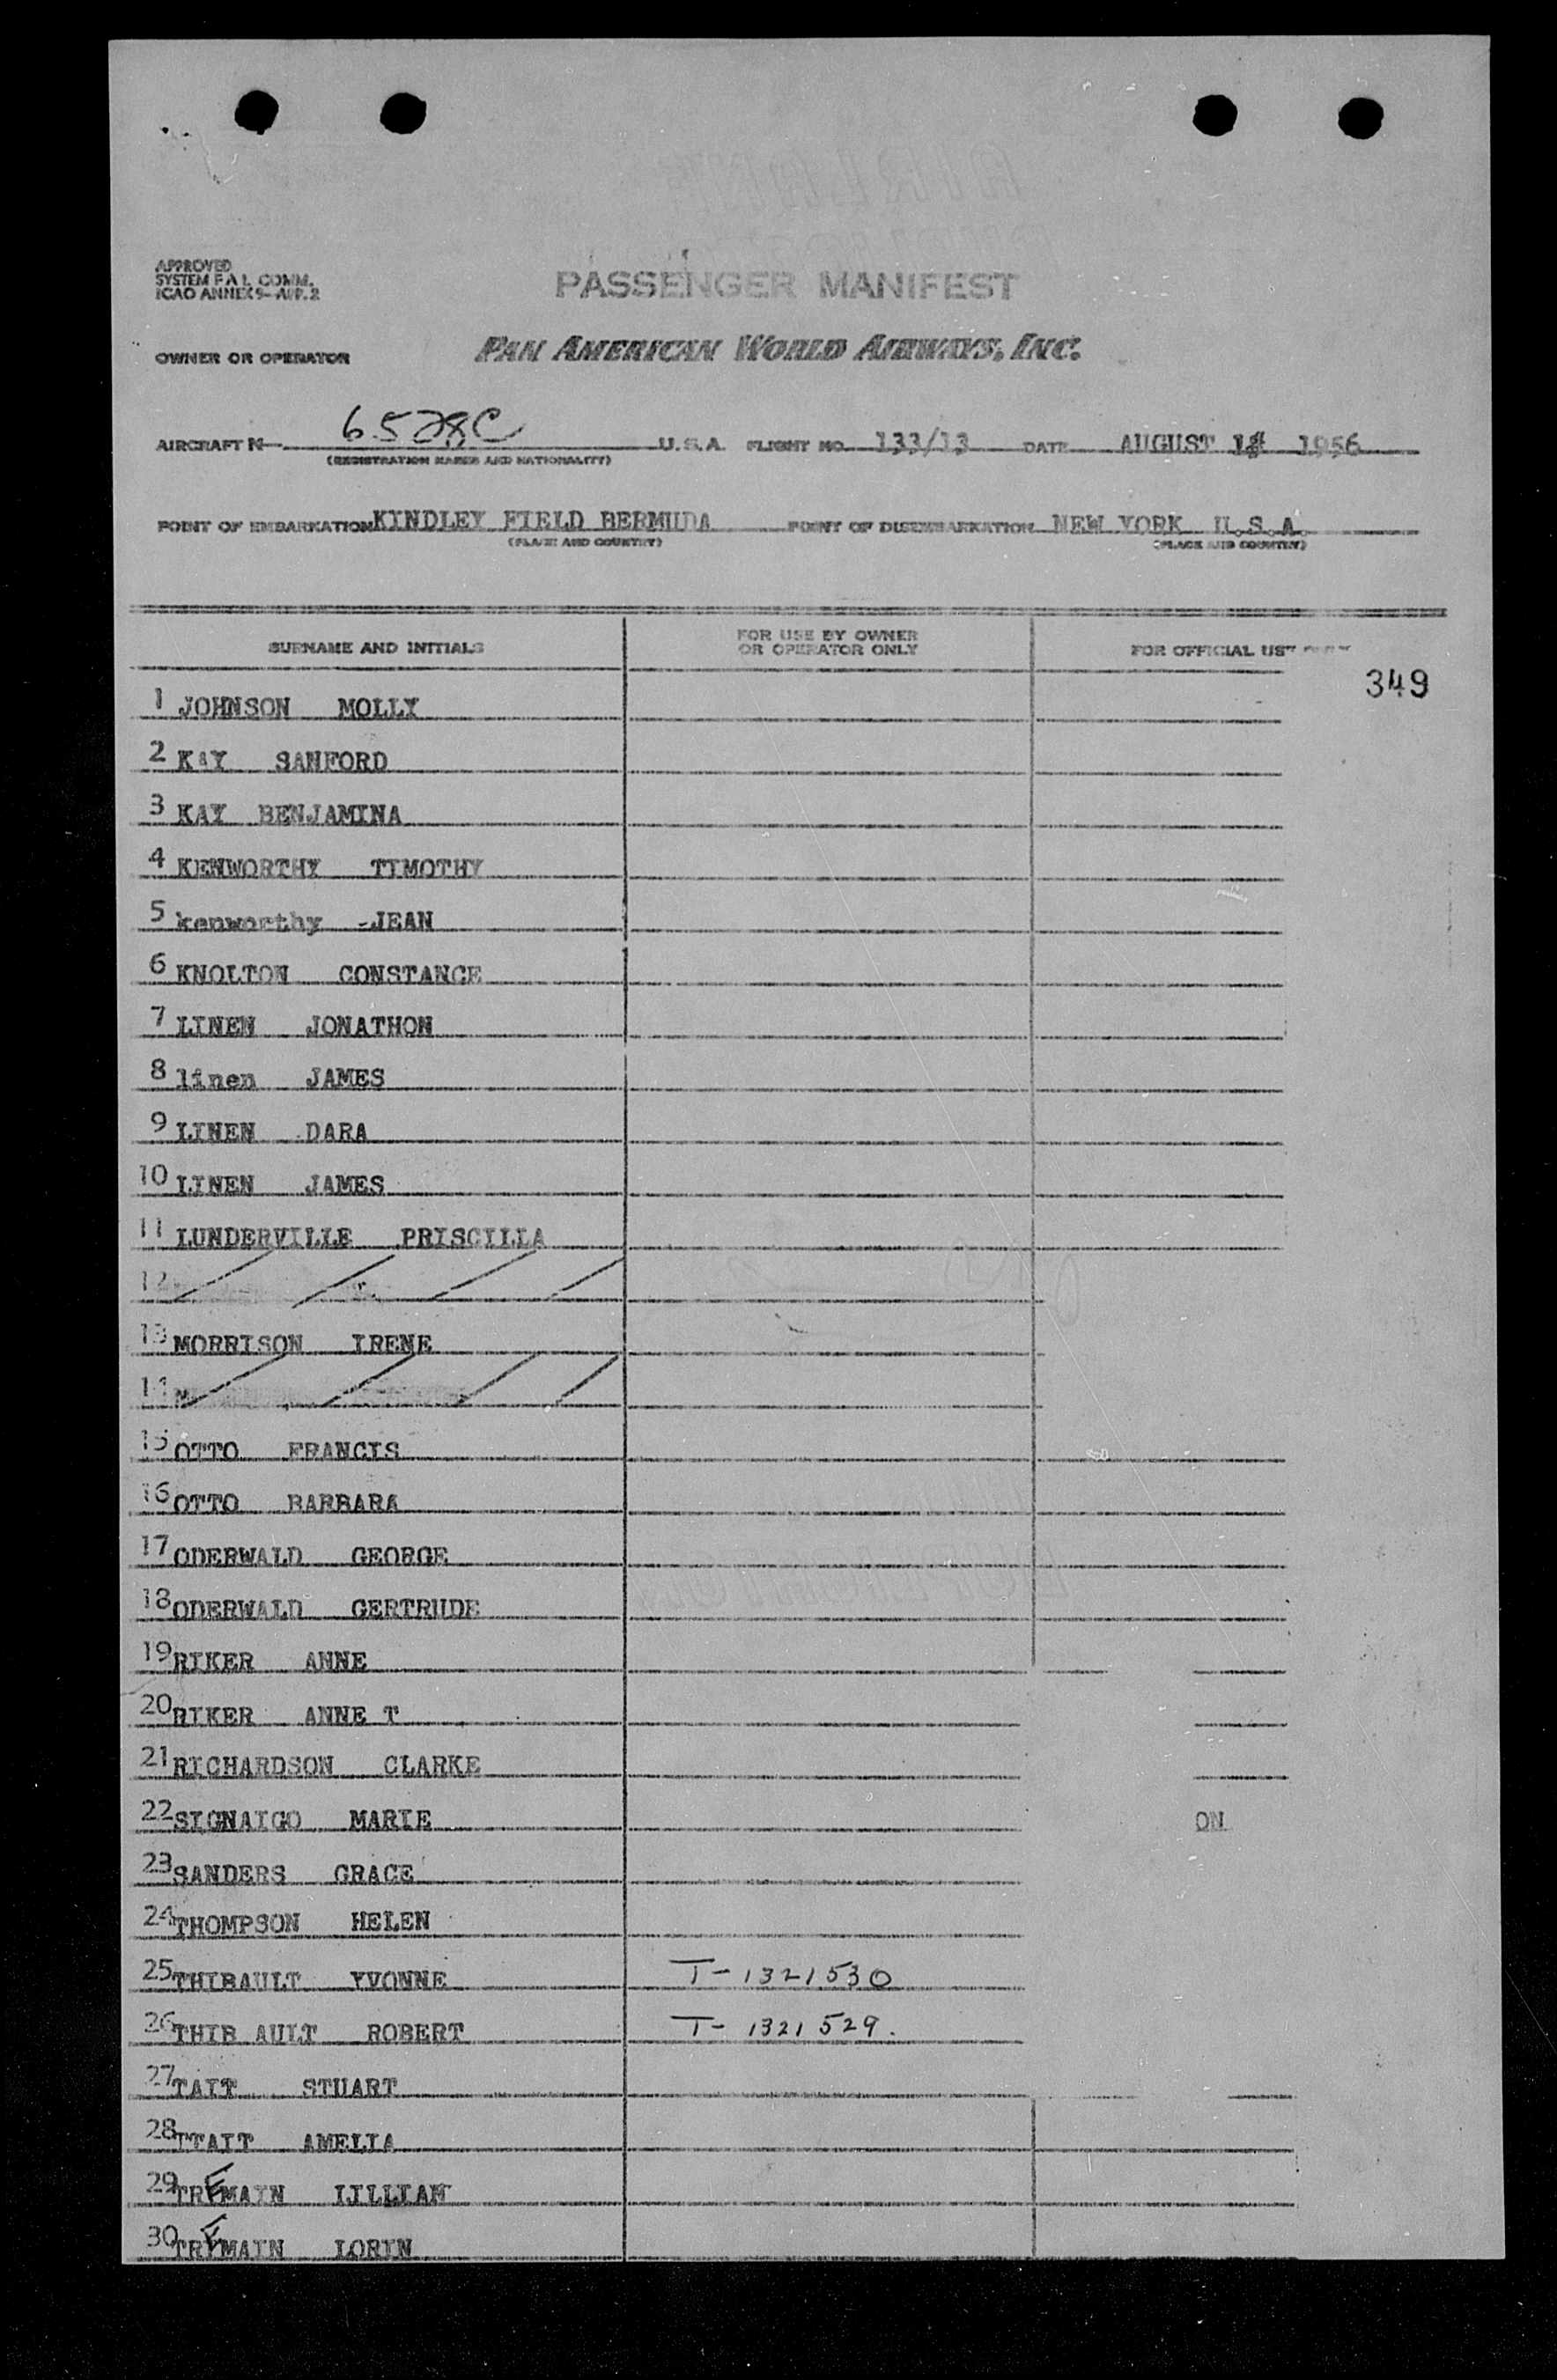 APPROVED
SYSTEM F A L COMM.
ICAO ANNEX 9-APP. 2
PASSENGER MANIFEST
OWNER OR OPERATOR PAN AMERICAN WORLD AIRWAYS, INC.
AIRCRAFT N 6528C U.S.A. FLIGHT NO. 133/13 DATE AUGUST 1956
(REGISTRATION MARKS AND NATIONALITY)
POINT OF EMBARKATION KINDLEY FIELD BERMUDA POINT OF DISEMBARKATION NEW YORK U.S.A.
(PLACE AND COUNTRY) (PLACE AND COUNTRY)
SURNAME AND INITIALS FOR USE BY OWNER OR OPERATOR ONLY FOR OFFICIAL USE
349
1 JOHNSON MOLLY
2 KAY SANFORD
3 KAY BENJAMINA
4 KENWORTHY TIMOTHY
5 kenworthy -JEAN
6 KNOLTON CONSTANCE
7 LINEN JONATHON
8 linen JAMES
9 LINEN DARA
10 LINEN JAMES
11 LUNDERVILLE PRISCILLA
12
13 MORRISON IRENE
14
15 OTTO FRANCIS
16 OTTO BARBARA
17 ODERWALD GEORGE
18 ODERWALD GERTRUDE
19 RIKER ANNE
20 RIKER ANNE T
21 RICHARDSON CLARKE
22 SIGNAIGO MARIE ON
23 SANDERS GRACE
24 THOMPSON HELEN
25 THIBAULT YVONNE T-1321530
26 THIB AULT ROBERT T-1321529.
27 TAIT STUART
28 TTAIT AMELIA
29 TREMAIN LILLIAN
30 TREMAIN LORIN